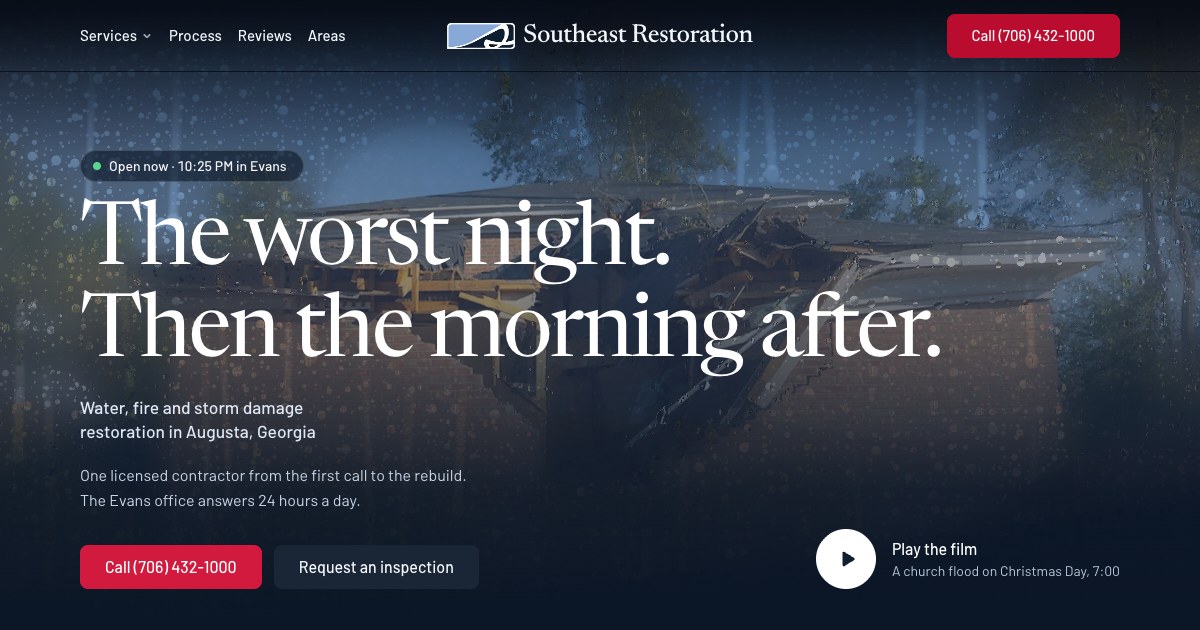 Services
Process
Reviews
Areas
Southeast Restoration
Call (706) 432-1000
Open now · 10:25 PM in Evans
The worst night.
Then the morning after.
Water, fire and storm damage
restoration in Augusta, Georgia
One licensed contractor from the first call to the rebuild.
The Evans office answers 24 hours a day.
Call (706) 432-1000
Request an inspection
Play the film
A church flood on Christmas Day, 7:00